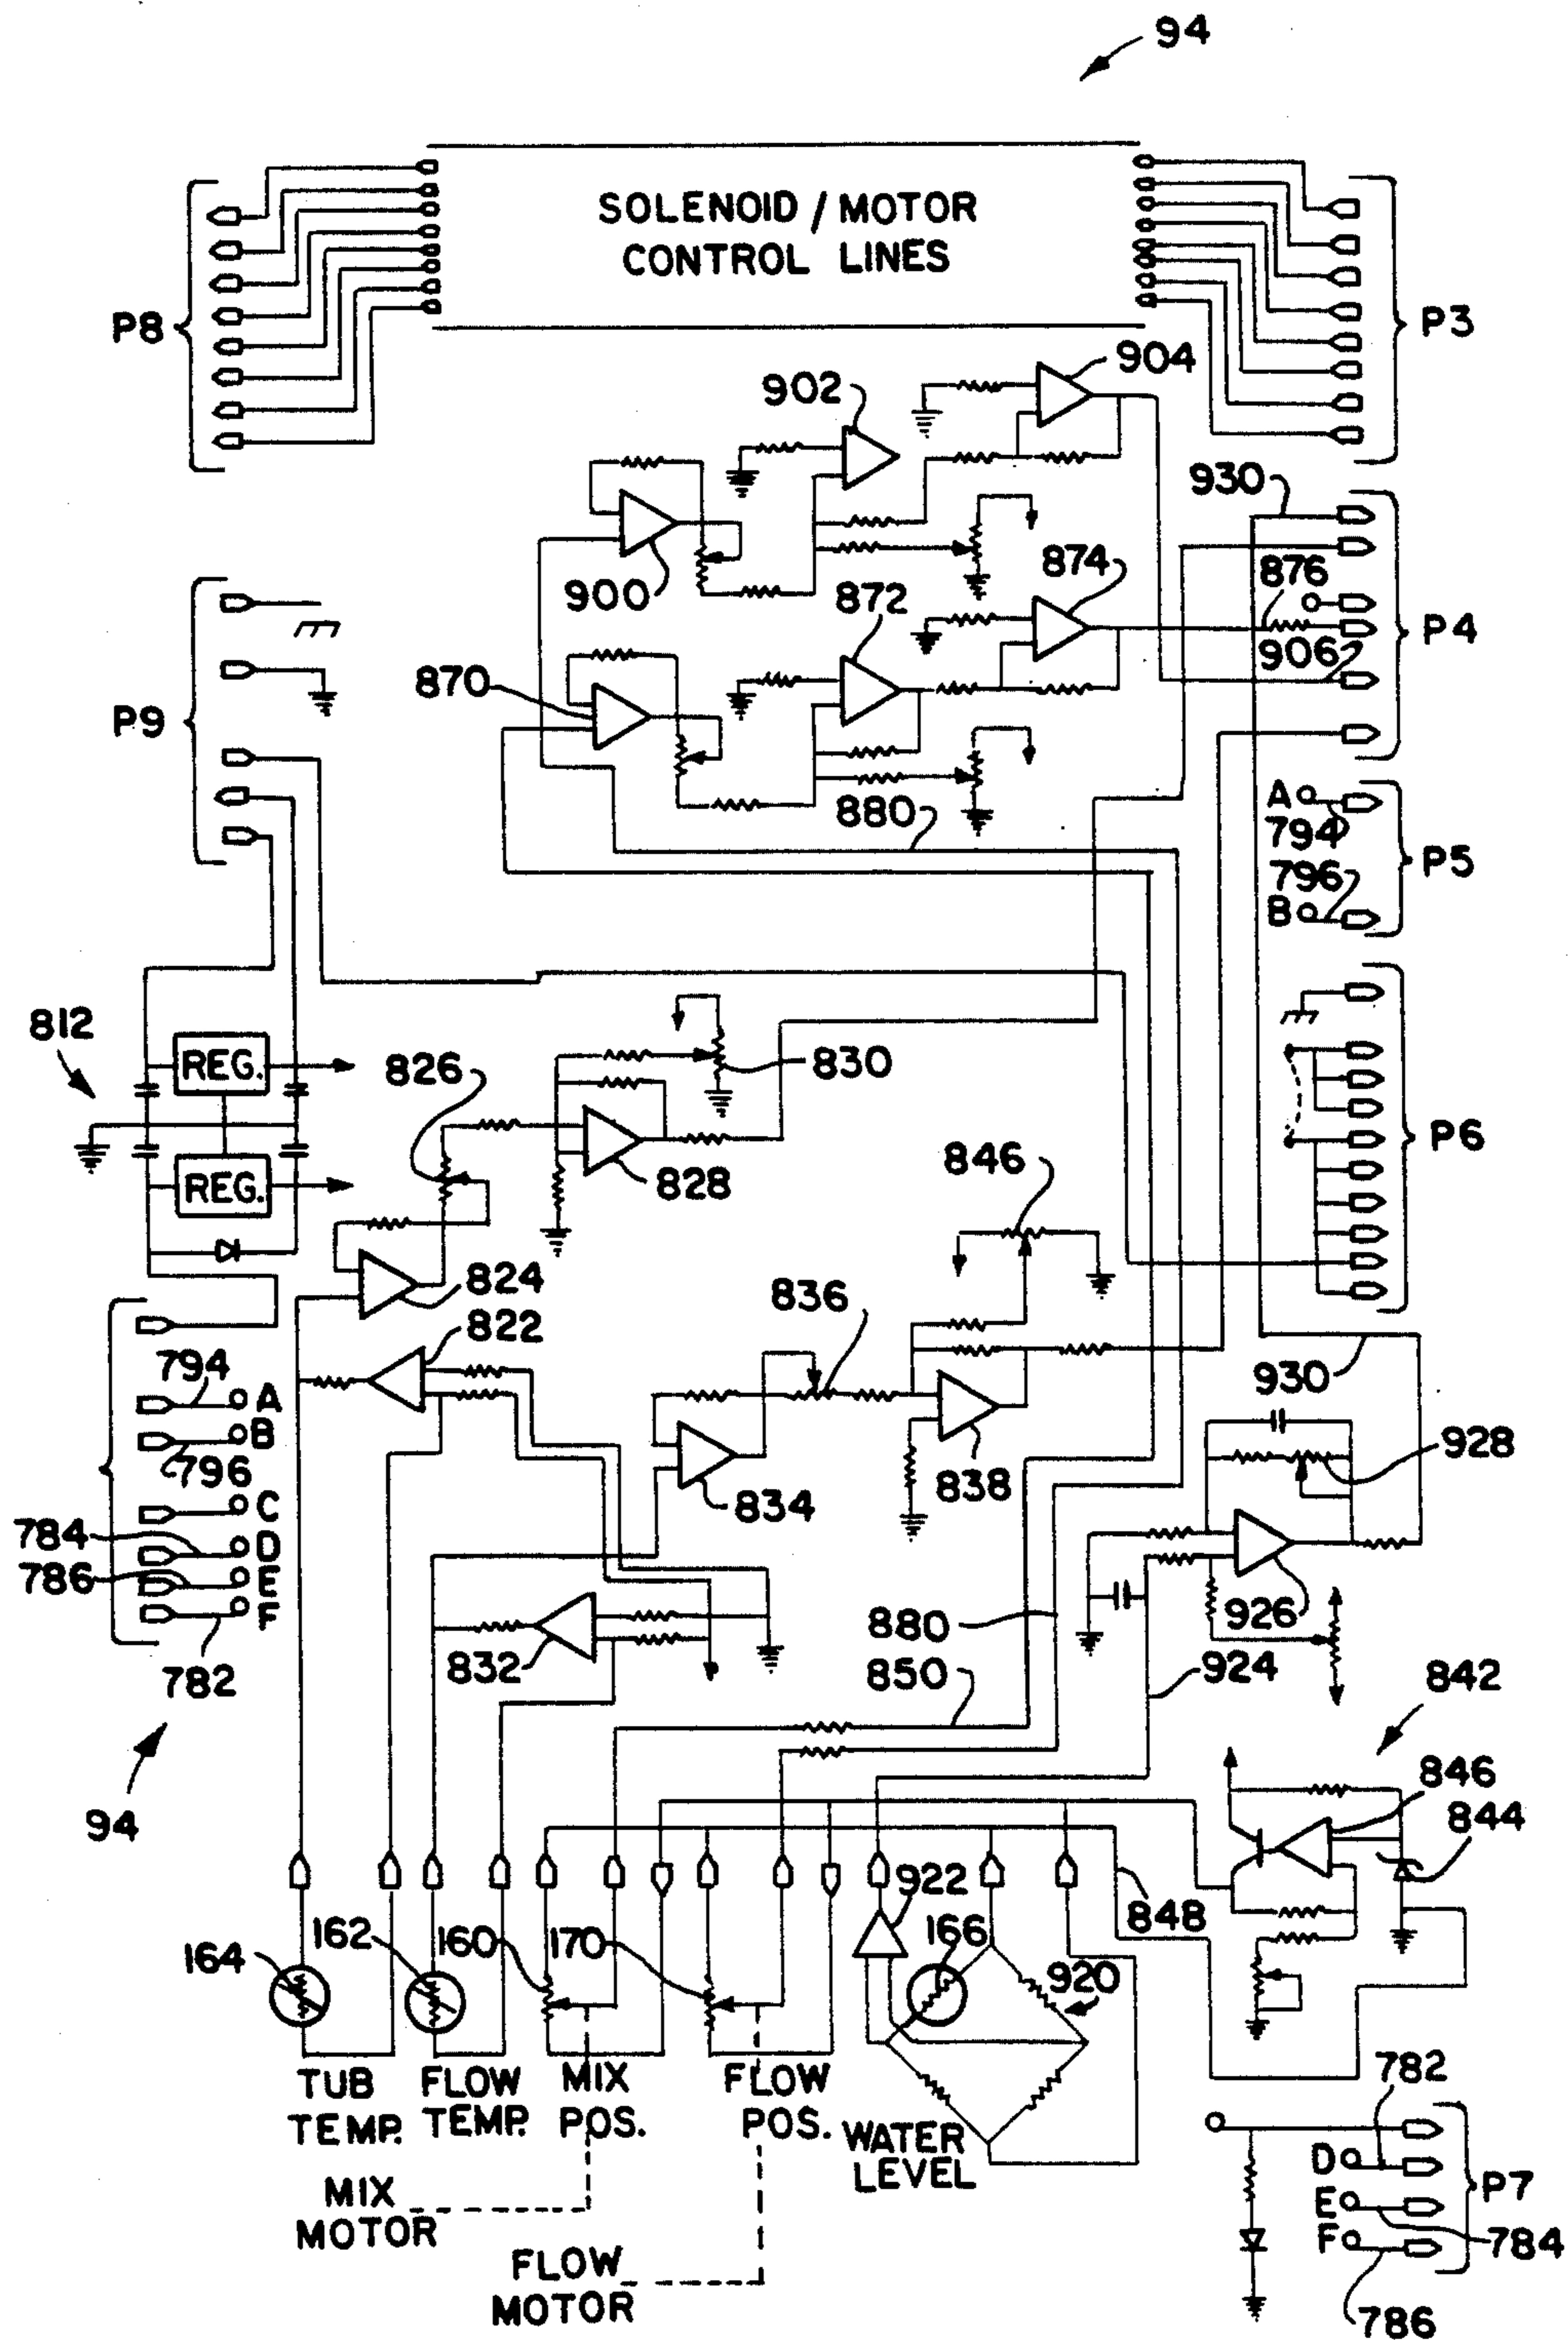 94
SOLENOID / MOTOR
CONTROL LINES
P8
P3
904
902
930
900
874
876
872
P4
906
870
P9
880
A
794
P5
796
B
812
REG.
826
830
P6
REG.
828
846
824
836
822
930
794
A
B
796
928
834
838
C
784
D
786
E
F
926
880
832
782
850
924
842
94
846
844
922
848
164
162
160
170
166
920
TUB
TEMP.
FLOW
TEMP.
MIX
POS.
FLOW
POS.
WATER
LEVEL
782
D
P7
MIX
MOTOR
E
784
F
FLOW
MOTOR
786